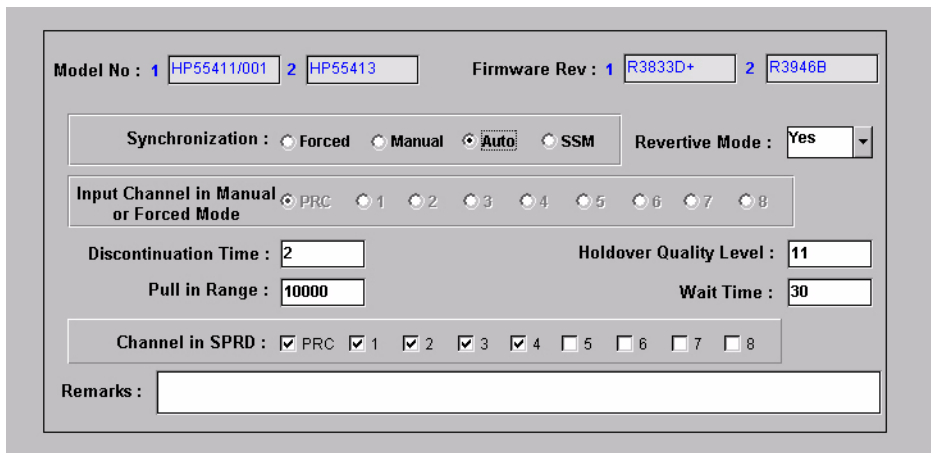 Model No : 1 HP55411/001 2 HP55413 Firmware Rev : 1 R3833D+ 2 R3946B
Synchronization : Forced Manual Auto SSM Revertive Mode : Yes
Input Channel in Manual
or Forced Mode
PRC 1 2 3 4 5 6 7 8
Discontinuation Time : 2 Holdover Quality Level : 11
Pull in Range : 10000 Wait Time : 30
Channel in SPRD : PRC 1 2 3 4 5 6 7 8
Remarks :